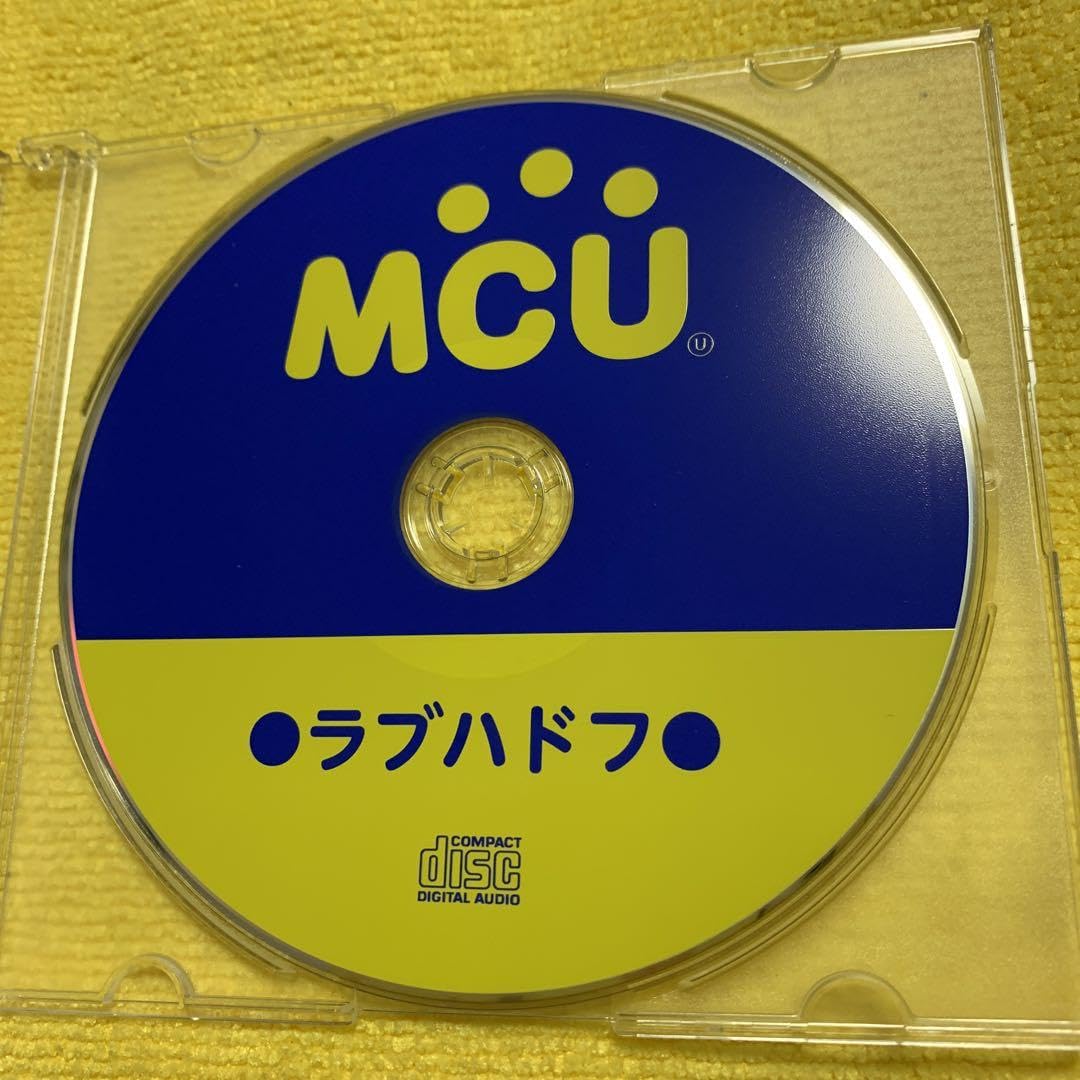 MCU
U
●ラブハドフ●
COMPACT
disc
DIGITAL AUDIO